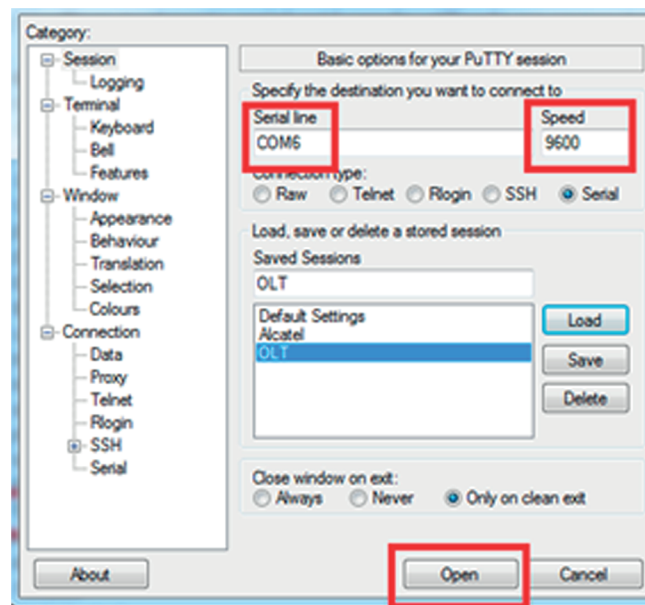 Category:
Session
Logging
Terminal
Keyboard
Bell
Features
Window
Appearance
Behaviour
Translation
Selection
Colours
Connection
Data
Proxy
Telnet
Rlogin
SSH
Serial
About
Basic options for your PuTTY session
Specify the destination you want to connect to
Serial line Speed
COM6 9600
Connection type:
Raw Telnet Rlogin SSH Serial
Load, save or delete a stored session
Saved Sessions
OLT
Default Settings
Alcatel
OLT
Load
Save
Delete
Close window on exit:
Always Never Only on clean exit
Open Cancel